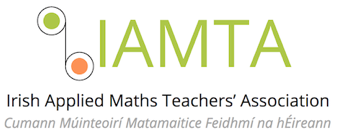 IAMTA
Irish Applied Maths Teachers' Association
Cumann Múinteoirí Matamaitice Feidhmí na hÉireann